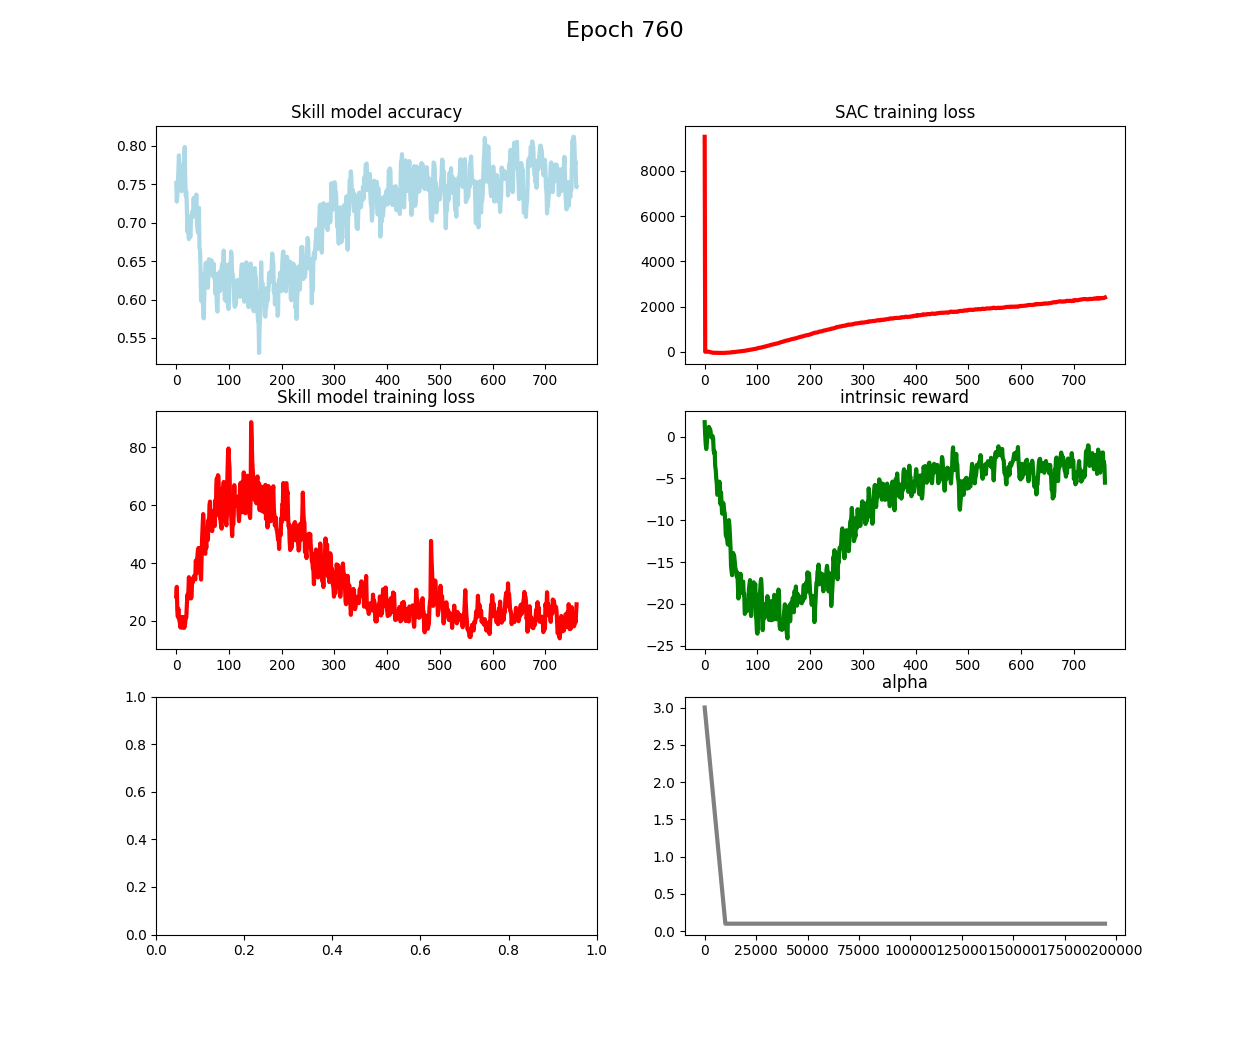 Epoch 760
Skill model accuracy
0.80
0.75
0.70
0.65
0.60
0.55
0 100 200 300 400 500 600 700
SAC training loss
8000
6000
4000
2000
0
0 100 200 300 400 500 600 700
Skill model training loss
80
60
40
20
0 100 200 300 400 500 600 700
intrinsic reward
0
−5
−10
−15
−20
−25
0 100 200 300 400 500 600 700
1.0
0.8
0.6
0.4
0.2
0.0
0.0 0.2 0.4 0.6 0.8 1.0
alpha
3.0
2.5
2.0
1.5
1.0
0.5
0.0
0 25000 50000 75000 100000 125000 150000 175000 200000